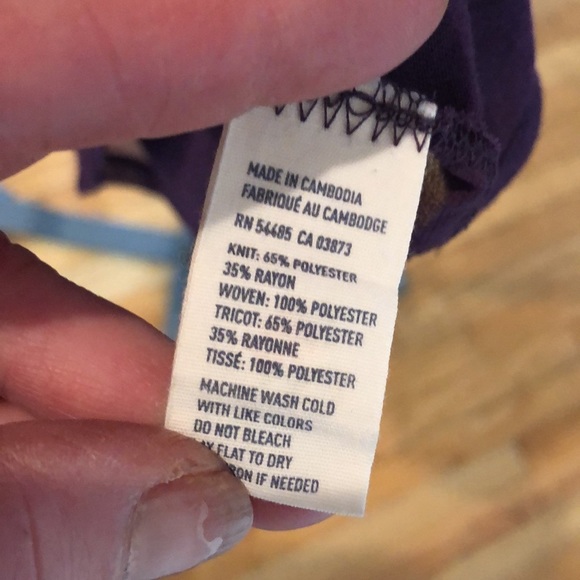 MADE IN CAMBODIA
FABRIQUÉ AU CAMBODGE
RN 54485 CA 03873
KNIT: 65% POLYESTER
35% RAYON
WOVEN: 100% POLYESTER
TRICOT: 65% POLYESTER
35% RAYONNE
TISSÉ: 100% POLYESTER
MACHINE WASH COLD
WITH LIKE COLORS
DO NOT BLEACH
FLAT TO DRY
IF NEEDED